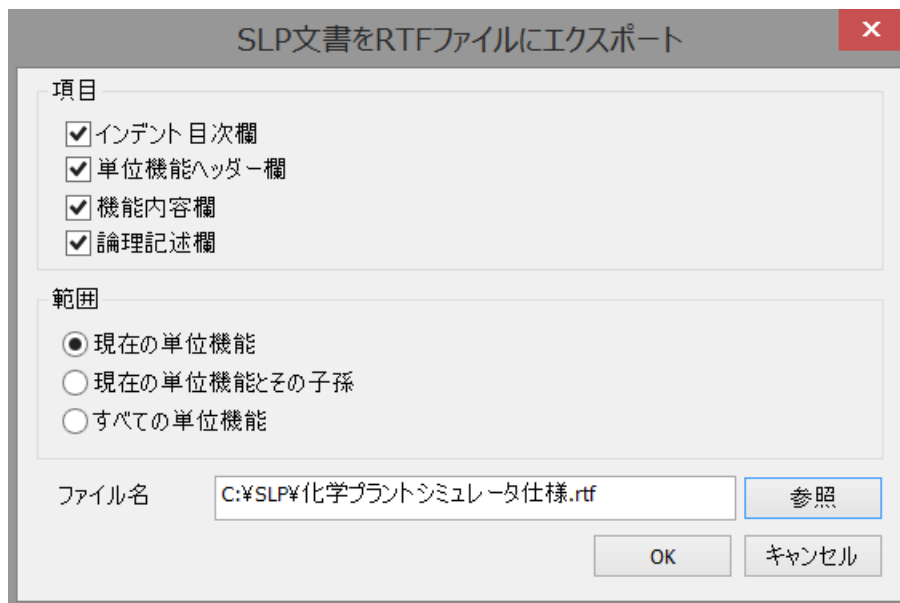 SLP文書をRTFファイルにエクスポート
項目
インデント目次欄
単位機能ヘッダー欄
機能内容欄
論理記述欄
範囲
現在の単位機能
現在の単位機能とその子孫
すべての単位機能
ファイル名 C:¥SLP¥化学プラントシミュレータ仕様.rtf 参照
OK キャンセル